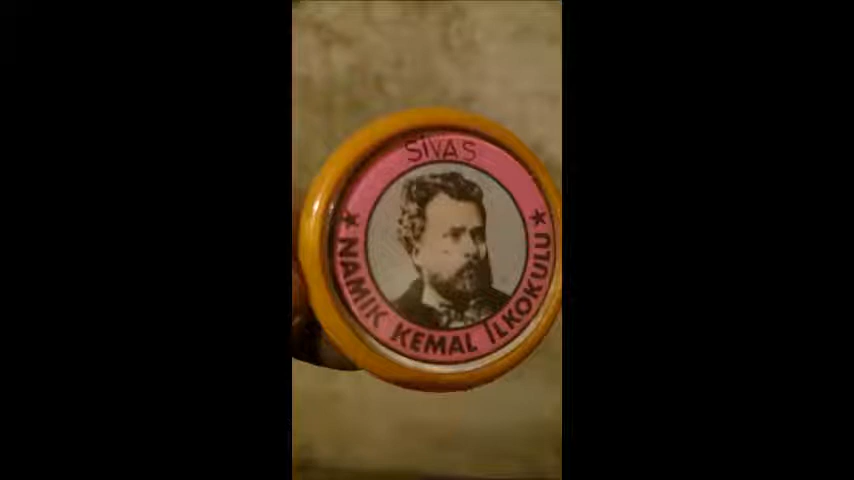 SİVAS
★ NAMIK KEMAL İLKOKULU ★